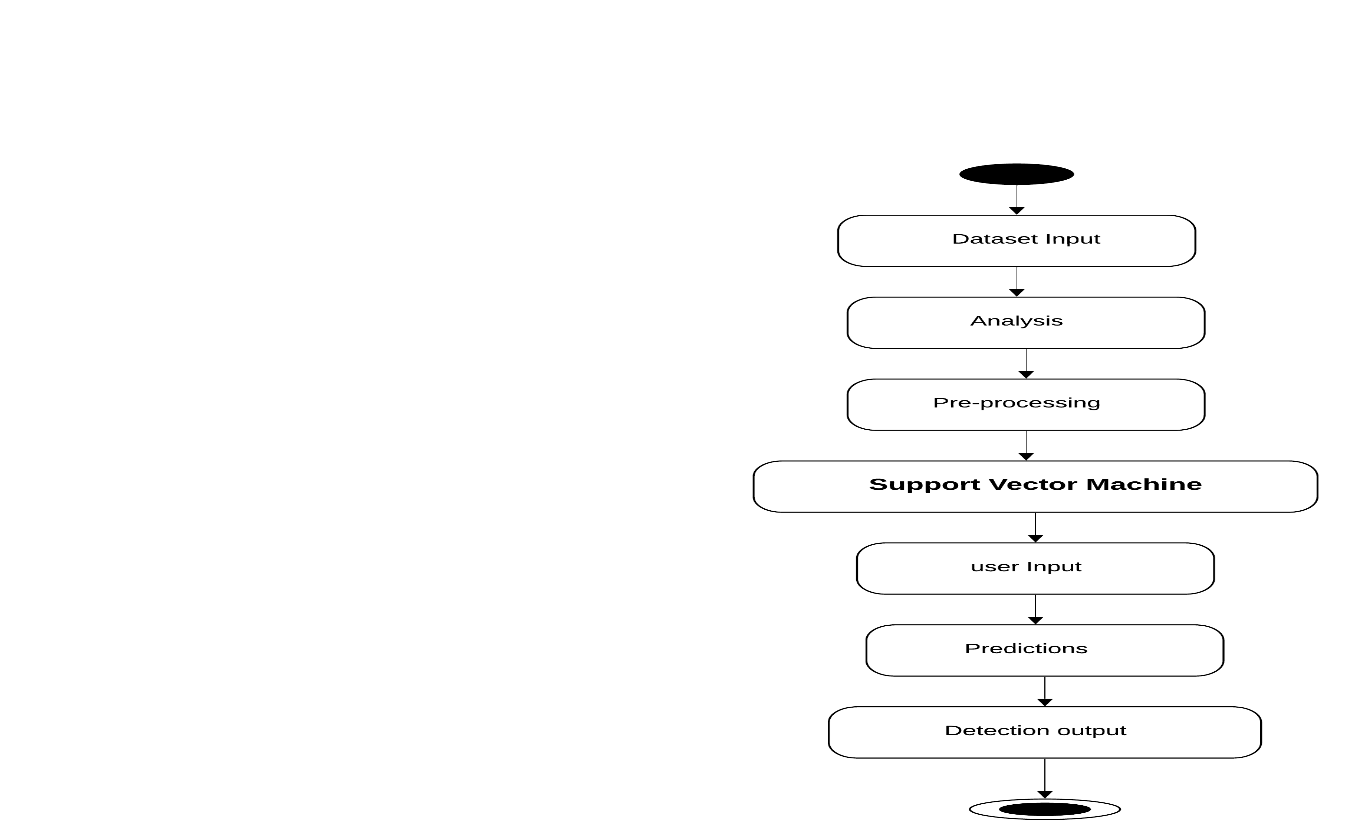 Dataset Input
Analysis
Pre-processing
Support Vector Machine
user Input
Predictions
Detection output